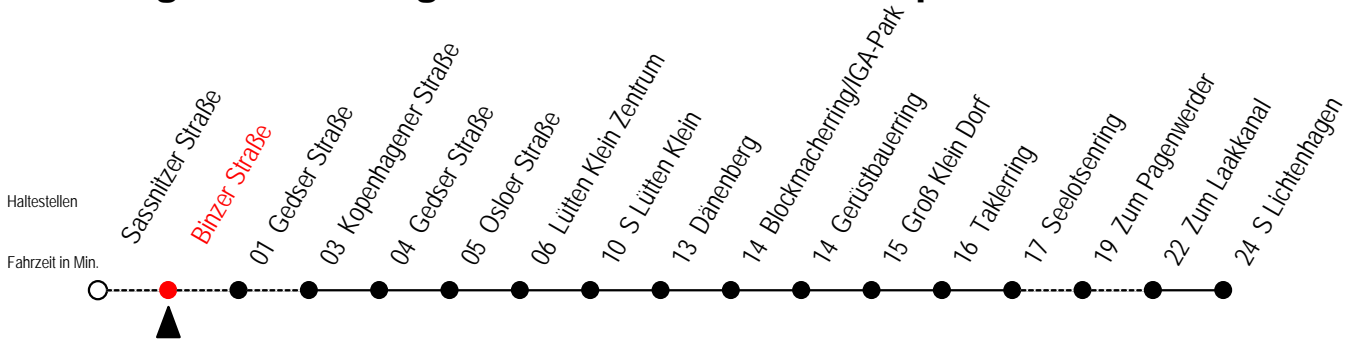 Haltestellen
Fahrzeit in Min.
Sassnitzer Straße
Binzer Straße
01 Gedser Straße
03 Kopenhagener Straße
04 Gedser Straße
05 Osloer Straße
06 Lütten Klein Zentrum
10 S Lütten Klein
13 Dänenberg
14 Blockmacherring/IGA-Park
14 Gerüstbauerring
15 Groß Klein Dorf
16 Taklerring
17 Seelotsenring
19 Zum Pagenwerder
22 Zum Laakkanal
24 S Lichtenhagen